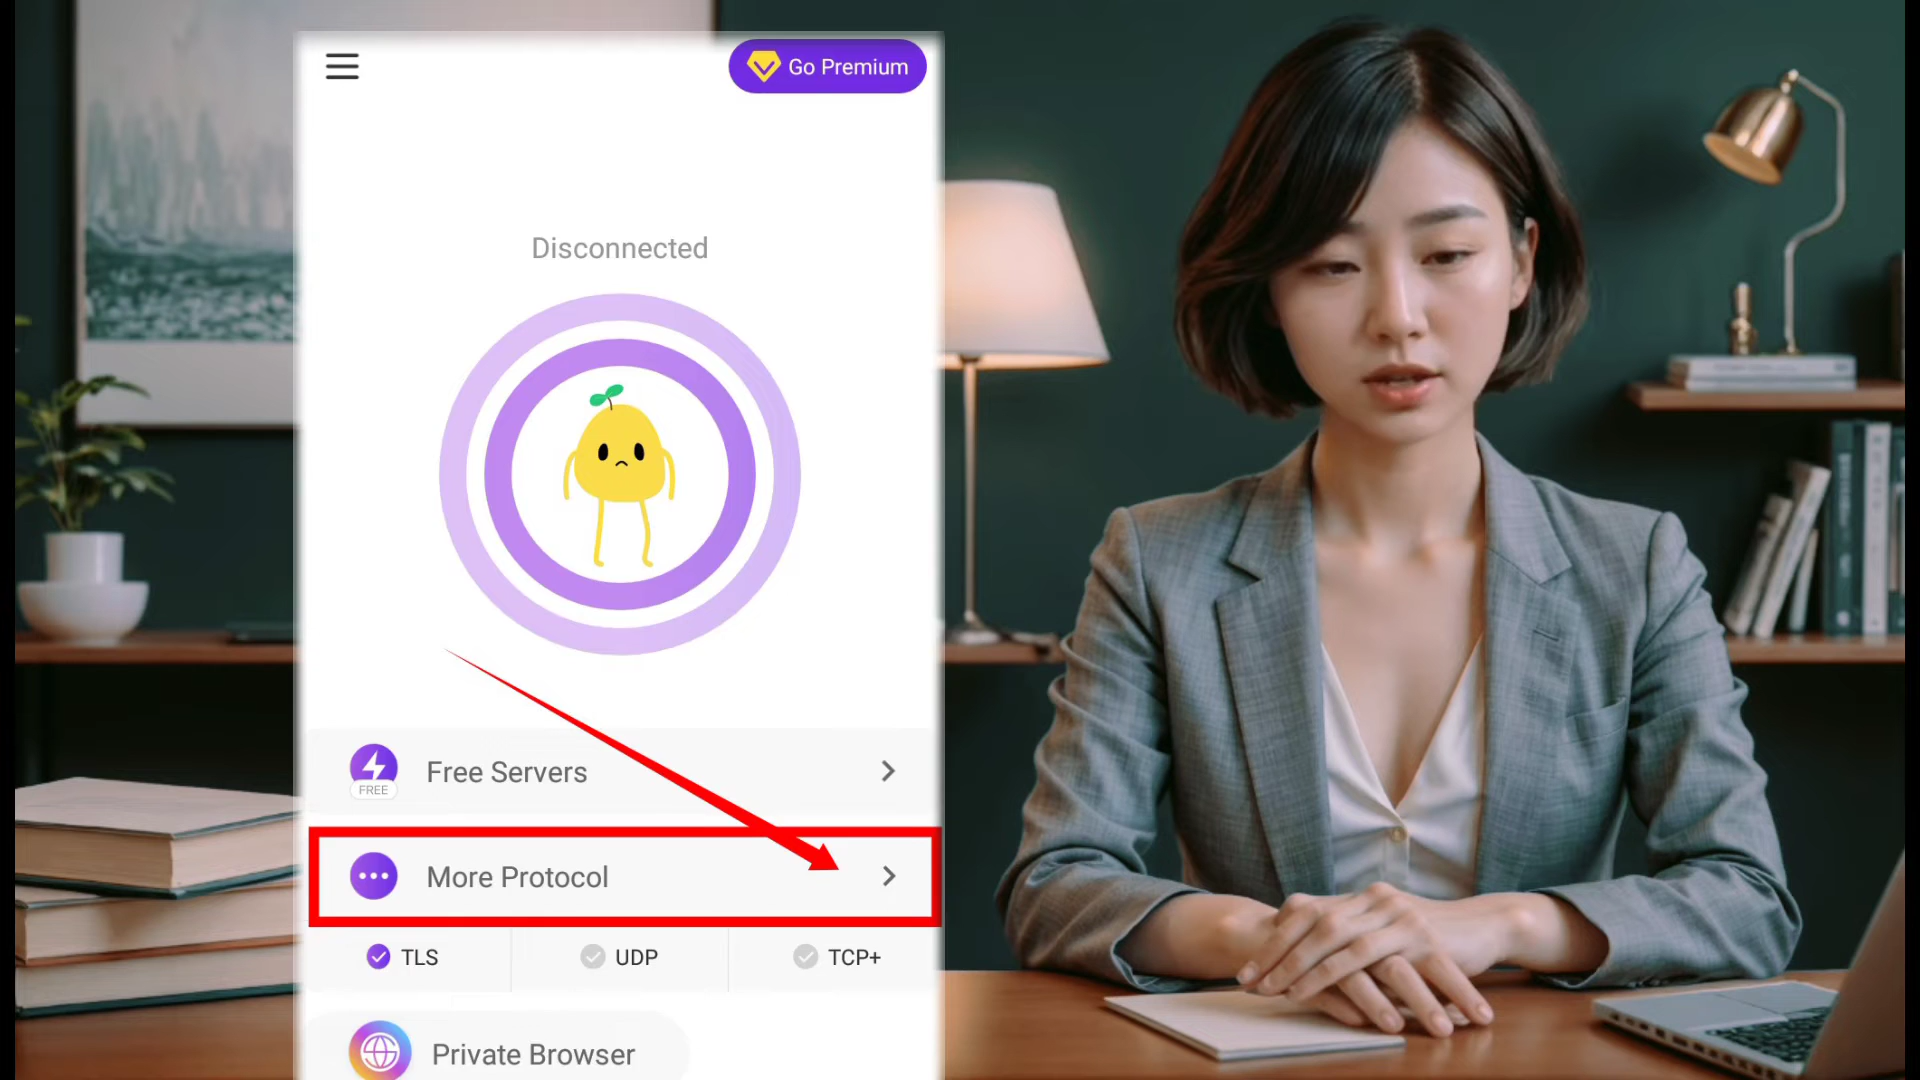 Go Premium
Disconnected
Free Servers
FREE
More Protocol
TLS
UDP
TCP+
Private Browser